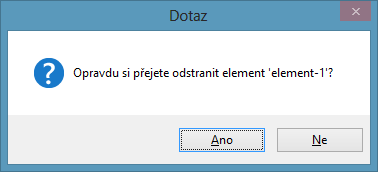 Dotaz
Opravdu si přejete odstranit element 'element-1'?
Ano
Ne